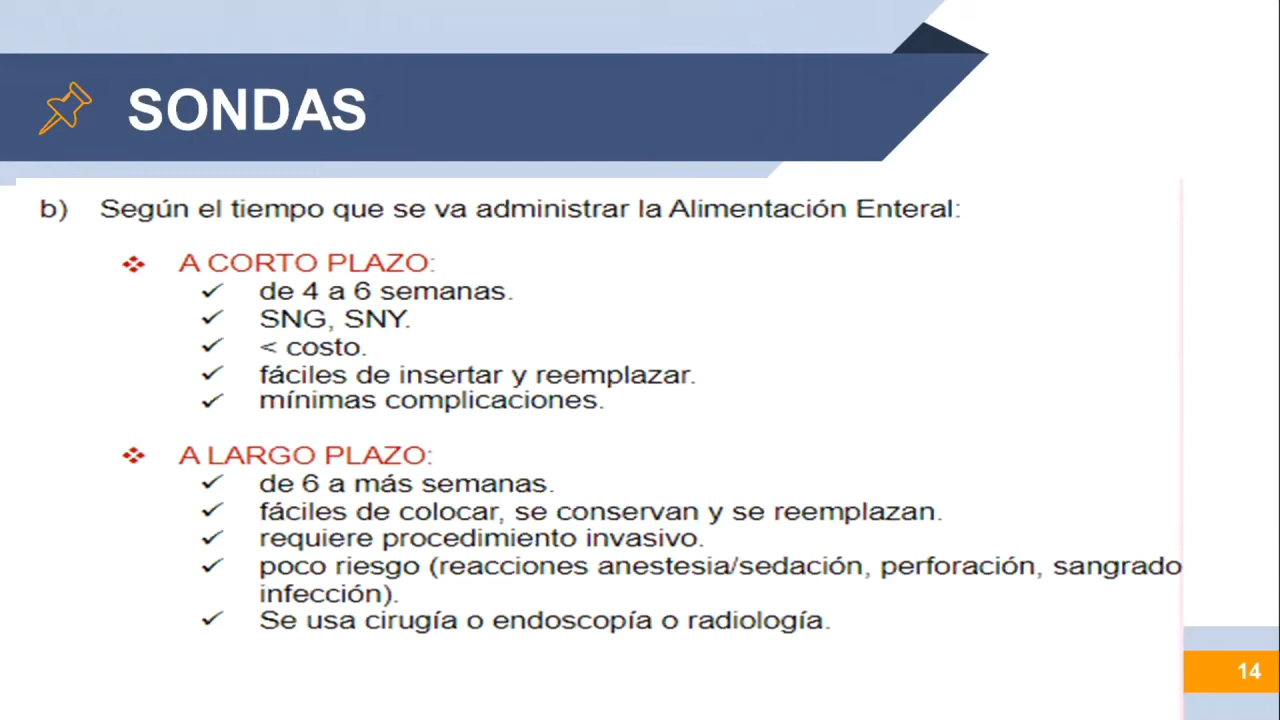 SONDAS
b) Según el tiempo que se va administrar la Alimentación Enteral:
A CORTO PLAZO:
de 4 a 6 semanas.
SNG, SNY.
< costo.
fáciles de insertar y reemplazar.
mínimas complicaciones.
A LARGO PLAZO:
de 6 a más semanas.
fáciles de colocar, se conservan y se reemplazan.
requiere procedimiento invasivo.
poco riesgo (reacciones anestesia/sedación, perforación, sangrado
infección).
Se usa cirugía o endoscopía o radiología.
14